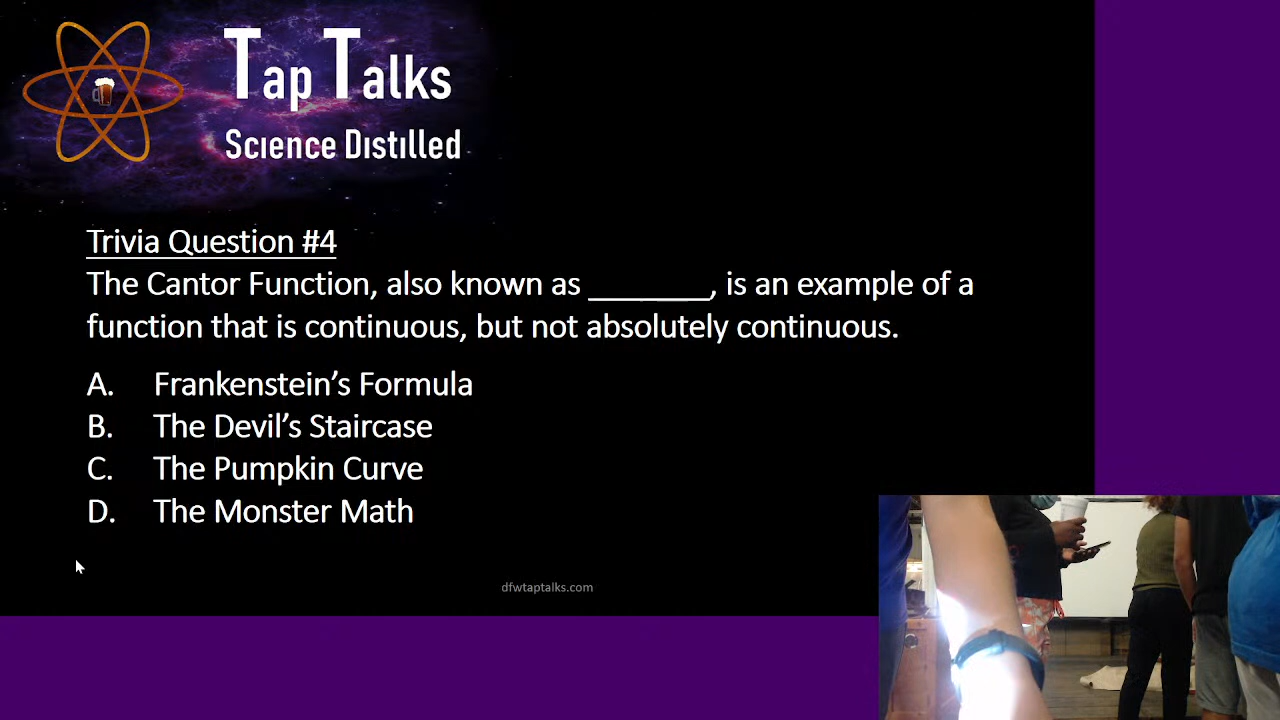 Tap Talks
Science Distilled
Trivia Question #4
The Cantor Function, also known as _______, is an example of a
function that is continuous, but not absolutely continuous.
A. Frankenstein’s Formula
B. The Devil’s Staircase
C. The Pumpkin Curve
D. The Monster Math
dfwtaptalks.com